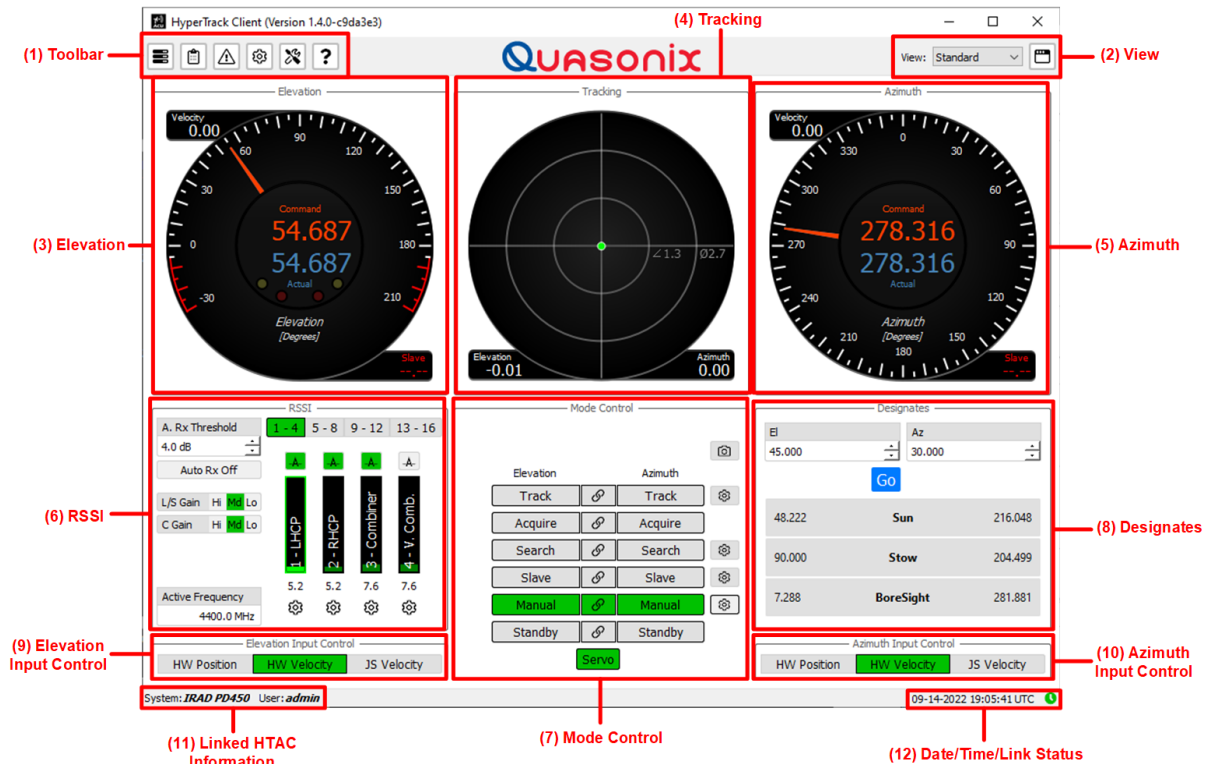 HyperTrack Client (Version 1.4.0-c9da3e3)
(4) Tracking
(1) Toolbar
?
Quasonix
View: Standard
(2) View
Elevation
Velocity
0.00
-30
0
30
60
90
120
150
180
210
Command
54.687
54.687
Actual
Elevation
[Degrees]
Slave
--.--
(3) Elevation
Tracking
∠1.3
Ø2.7
Elevation
-0.01
Azimuth
0.00
Azimuth
Velocity
0.00
0
30
60
90
120
150
180
210
240
270
300
330
Command
278.316
278.316
Actual
Azimuth
[Degrees]
Slave
--.--
(5) Azimuth
RSSI
A. Rx Threshold
4.0 dB
Auto Rx Off
L/S Gain Hi Md Lo
C Gain Hi Md Lo
Active Frequency
4400.0 MHz
1 - 4 5 - 8 9 - 12 13 - 16
-A- -A- -A- -A-
1 - LHCP
2 - RHCP
3 - Combiner
4 - V. Comb.
5.2 5.2 7.6 7.6
(6) RSSI
Mode Control
Elevation Azimuth
Track Track
Acquire Acquire
Search Search
Slave Slave
Manual Manual
Standby Standby
Servo
(7) Mode Control
Designates
El
45.000
Az
30.000
Go
48.222 Sun 216.048
90.000 Stow 204.499
7.288 BoreSight 281.881
(8) Designates
(9) Elevation
Input Control
Elevation Input Control
HW Position HW Velocity JS Velocity
Azimuth Input Control
HW Position HW Velocity JS Velocity
(10) Azimuth
Input Control
System: IRAD PD450 User: admin
09-14-2022 19:05:41 UTC
(11) Linked HTAC
Information
(12) Date/Time/Link Status